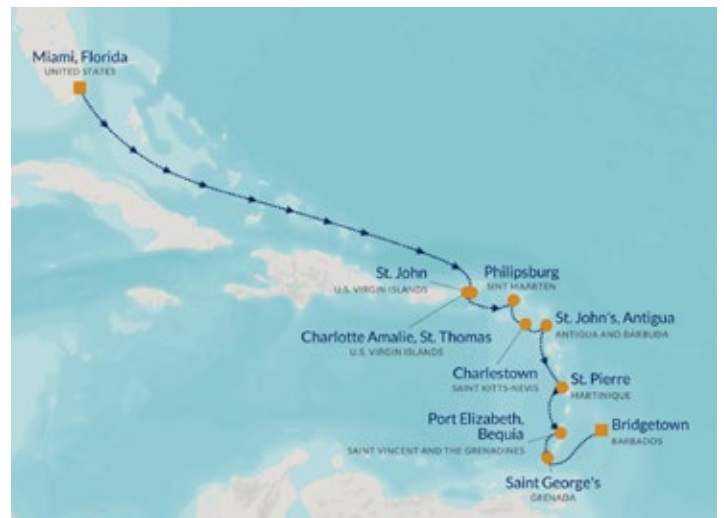 Miami, Florida
UNITED STATES
St. John
U.S. VIRGIN ISLANDS
Philipsburg
SINT MAARTEN
Charlotte Amalie, St. Thomas
U.S. VIRGIN ISLANDS
St. John's, Antigua
ANTIGUA AND BARBUDA
Charlestown
SAINT KITTS-NEVIS
St. Pierre
MARTINIQUE
Port Elizabeth,
Bequia
SAINT VINCENT AND THE GRENADINES
Bridgetown
BARBADOS
Saint George's
GRENADA